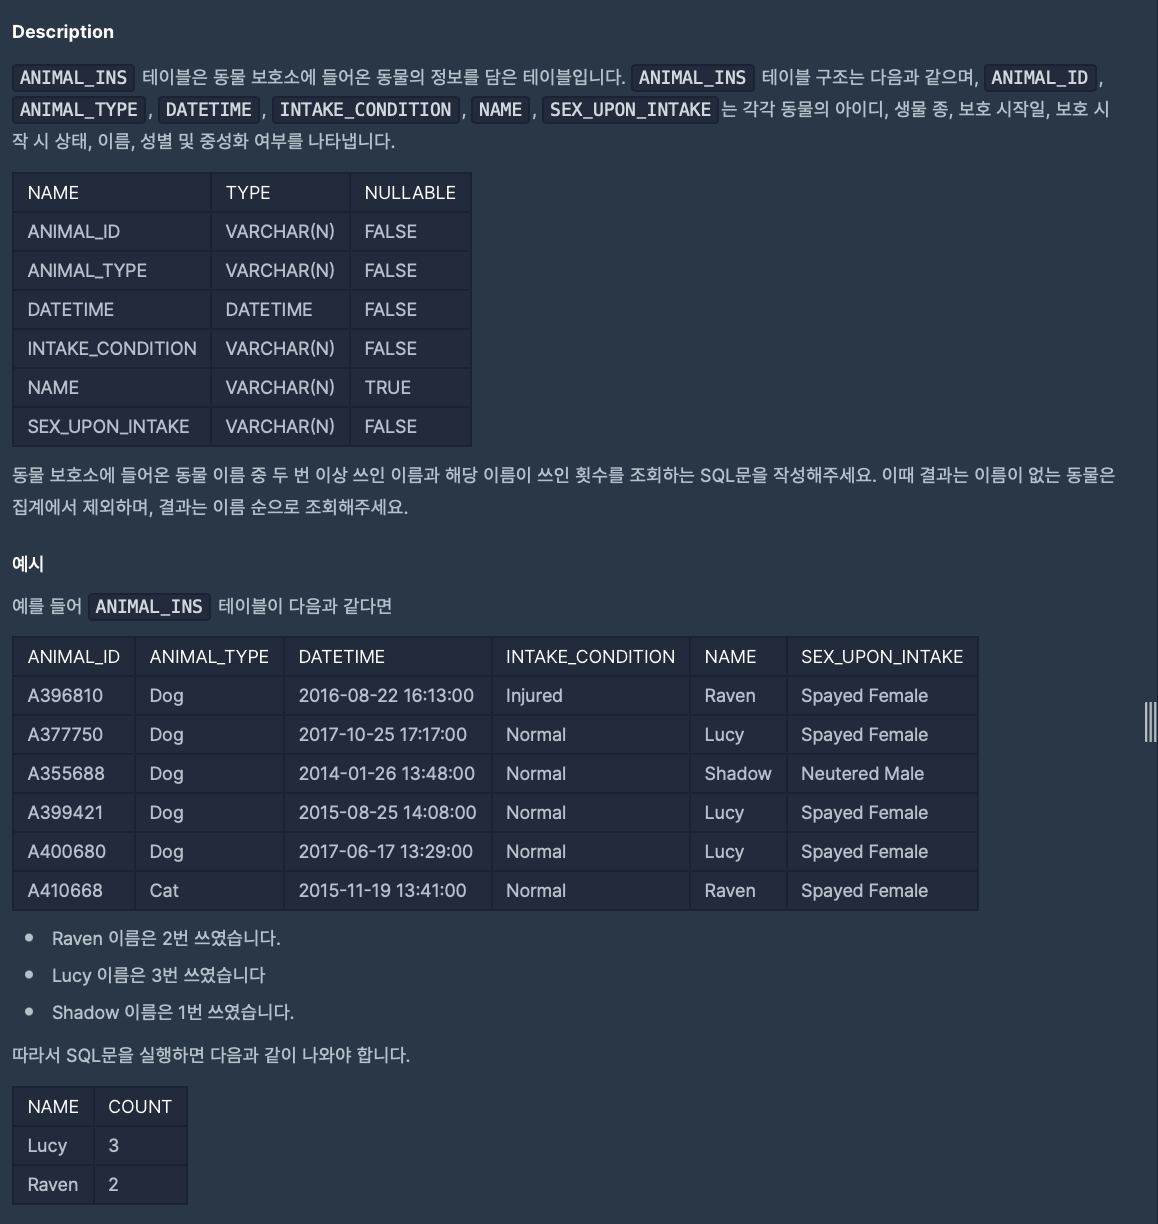 Description
ANIMAL_INS 테이블은 동물 보호소에 들어온 동물의 정보를 담은 테이블입니다. ANIMAL_INS 테이블 구조는 다음과 같으며, ANIMAL_ID,
ANIMAL_TYPE, DATETIME, INTAKE_CONDITION, NAME, SEX_UPON_INTAKE는 각각 동물의 아이디, 생물 종, 보호 시작일, 보호 시
작 시 상태, 이름, 성별 및 중성화 여부를 나타냅니다.
NAME TYPE NULLABLE
ANIMAL_ID VARCHAR(N) FALSE
ANIMAL_TYPE VARCHAR(N) FALSE
DATETIME DATETIME FALSE
INTAKE_CONDITION VARCHAR(N) FALSE
NAME VARCHAR(N) TRUE
SEX_UPON_INTAKE VARCHAR(N) FALSE
동물 보호소에 들어온 동물 이름 중 두 번 이상 쓰인 이름과 해당 이름이 쓰인 횟수를 조회하는 SQL문을 작성해주세요. 이때 결과는 이름이 없는 동물은
집계에서 제외하며, 결과는 이름 순으로 조회해주세요.
예시
예를 들어 ANIMAL_INS 테이블이 다음과 같다면
ANIMAL_ID ANIMAL_TYPE DATETIME INTAKE_CONDITION NAME SEX_UPON_INTAKE
A396810 Dog 2016-08-22 16:13:00 Injured Raven Spayed Female
A377750 Dog 2017-10-25 17:17:00 Normal Lucy Spayed Female
A355688 Dog 2014-01-26 13:48:00 Normal Shadow Neutered Male
A399421 Dog 2015-08-25 14:08:00 Normal Lucy Spayed Female
A400680 Dog 2017-06-17 13:29:00 Normal Lucy Spayed Female
A410668 Cat 2015-11-19 13:41:00 Normal Raven Spayed Female
Raven 이름은 2번 쓰였습니다.
Lucy 이름은 3번 쓰였습니다
Shadow 이름은 1번 쓰였습니다.
따라서 SQL문을 실행하면 다음과 같이 나와야 합니다.
NAME COUNT
Lucy 3
Raven 2